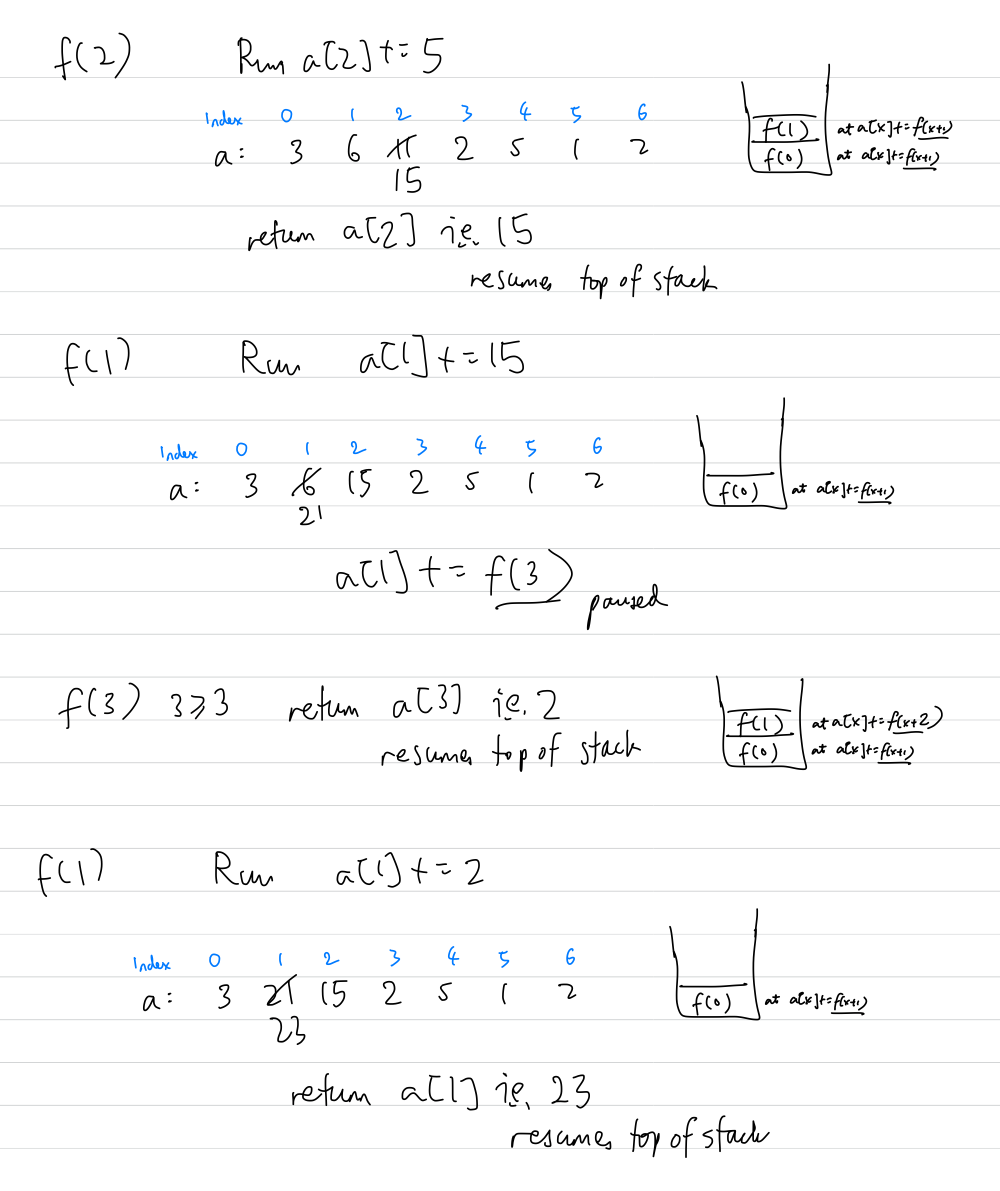 f(2) Run a[2] += 5
Index 0 1 2 3 4 5 6
a: 3 6 11 2 5 1 2
15
f(1) at a[x]+=f(x+1)
f(0) at a[x]+=f(x+1)
return a[2] i.e. 15
resumes top of stack
f(1) Run a[1] += 15
Index 0 1 2 3 4 5 6
a: 3 6 15 2 5 1 2
21
f(0) at a[x]+=f(x+1)
a[1] += f(3)
paused
f(3) 3⩾3 return a[3] i.e. 2
resumes top of stack
f(1) at a[x]+=f(x+2)
f(0) at a[x]+=f(x+1)
f(1) Run a[1] += 2
Index 0 1 2 3 4 5 6
a: 3 21 15 2 5 1 2
23
f(0) at a[x]+=f(x+1)
return a[1] i.e. 23
resumes top of stack